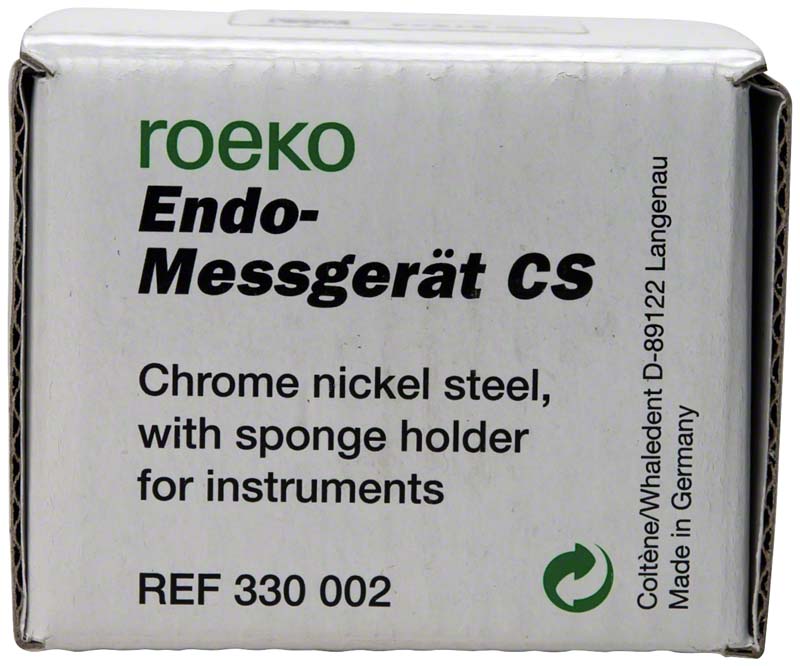 roeko
Endo-
Messgerät CS
Chrome nickel steel,
with sponge holder
for instruments
REF 330 002
Coltène/Whaledent D-89122 Langenau
Made in Germany